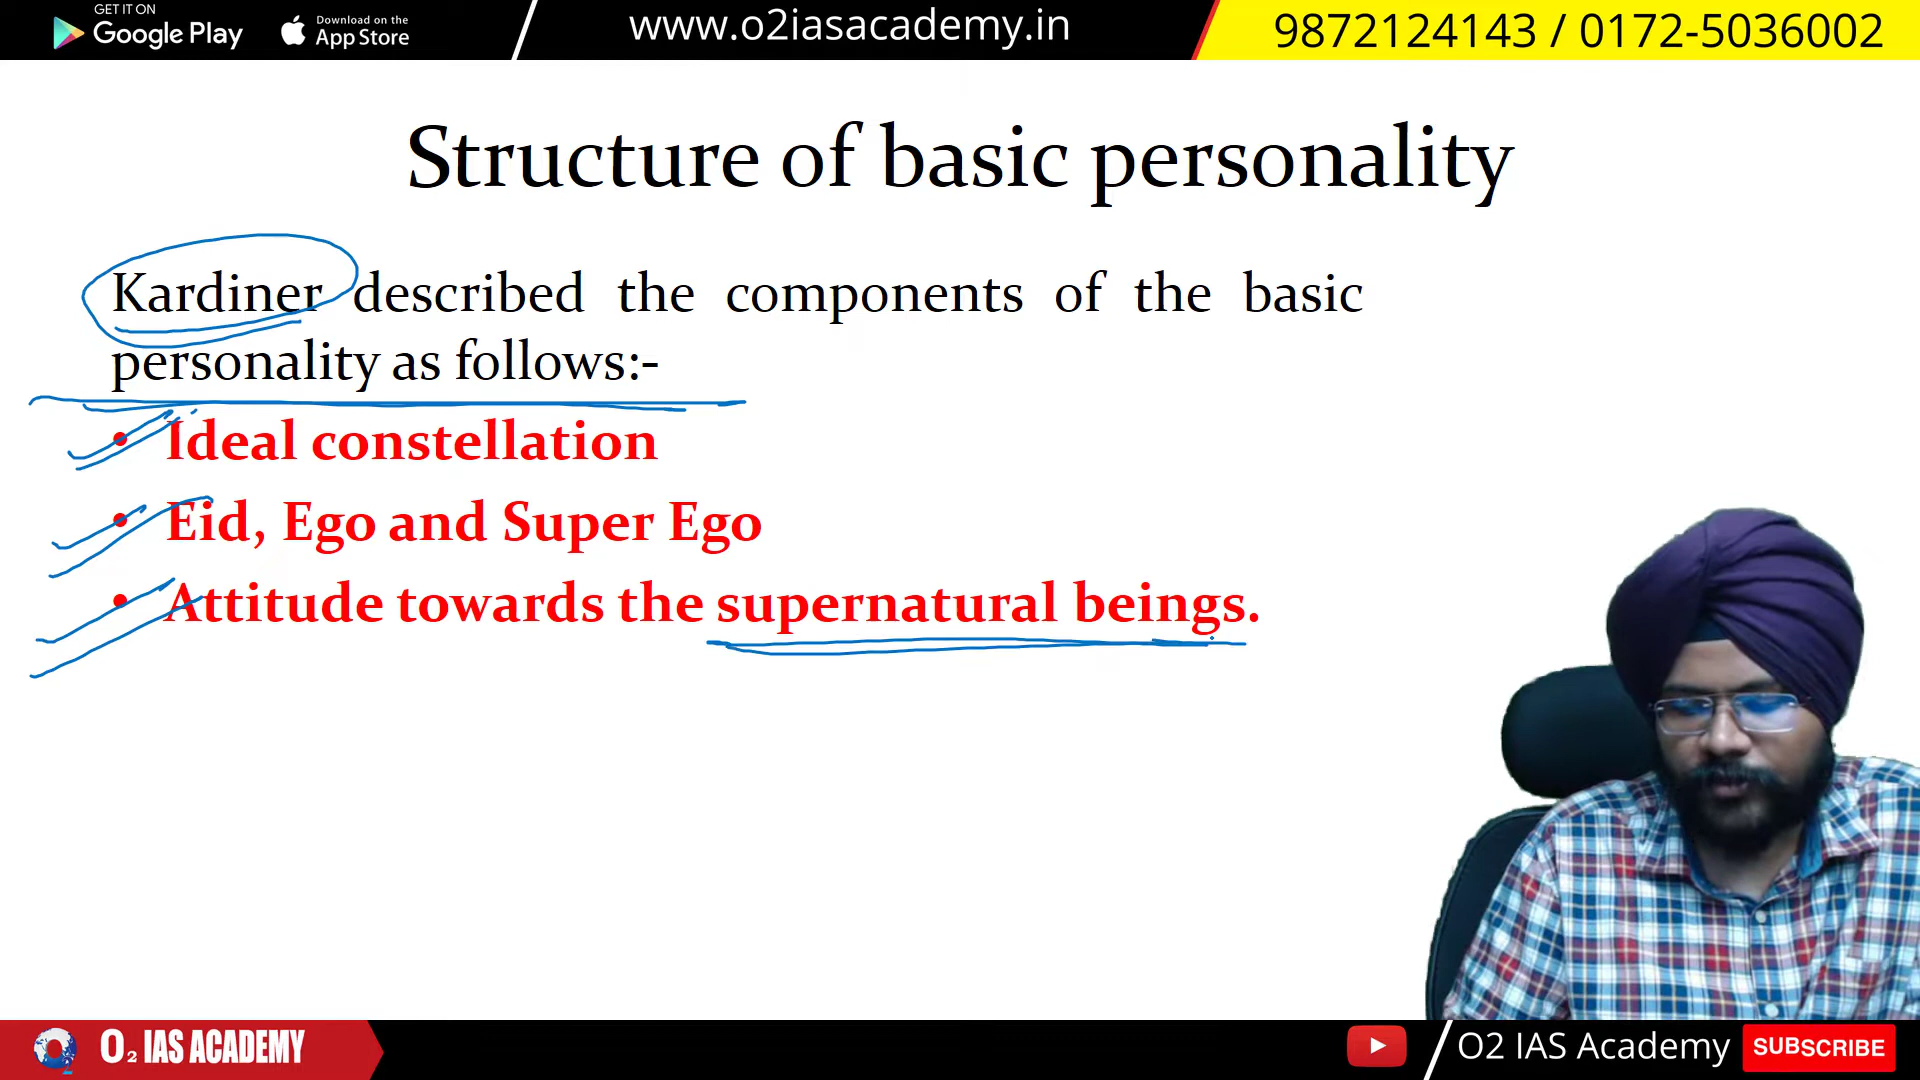 GET IT ON
Google Play
Download on the
App Store
www.o2iasacademy.in
9872124143 / 0172-5036002
Structure of basic personality
Kardiner described the components of the basic
personality as follows:-
• Ideal constellation
• Eid, Ego and Super Ego
• Attitude towards the supernatural beings.
O2 IAS ACADEMY
O2 IAS Academy
SUBSCRIBE